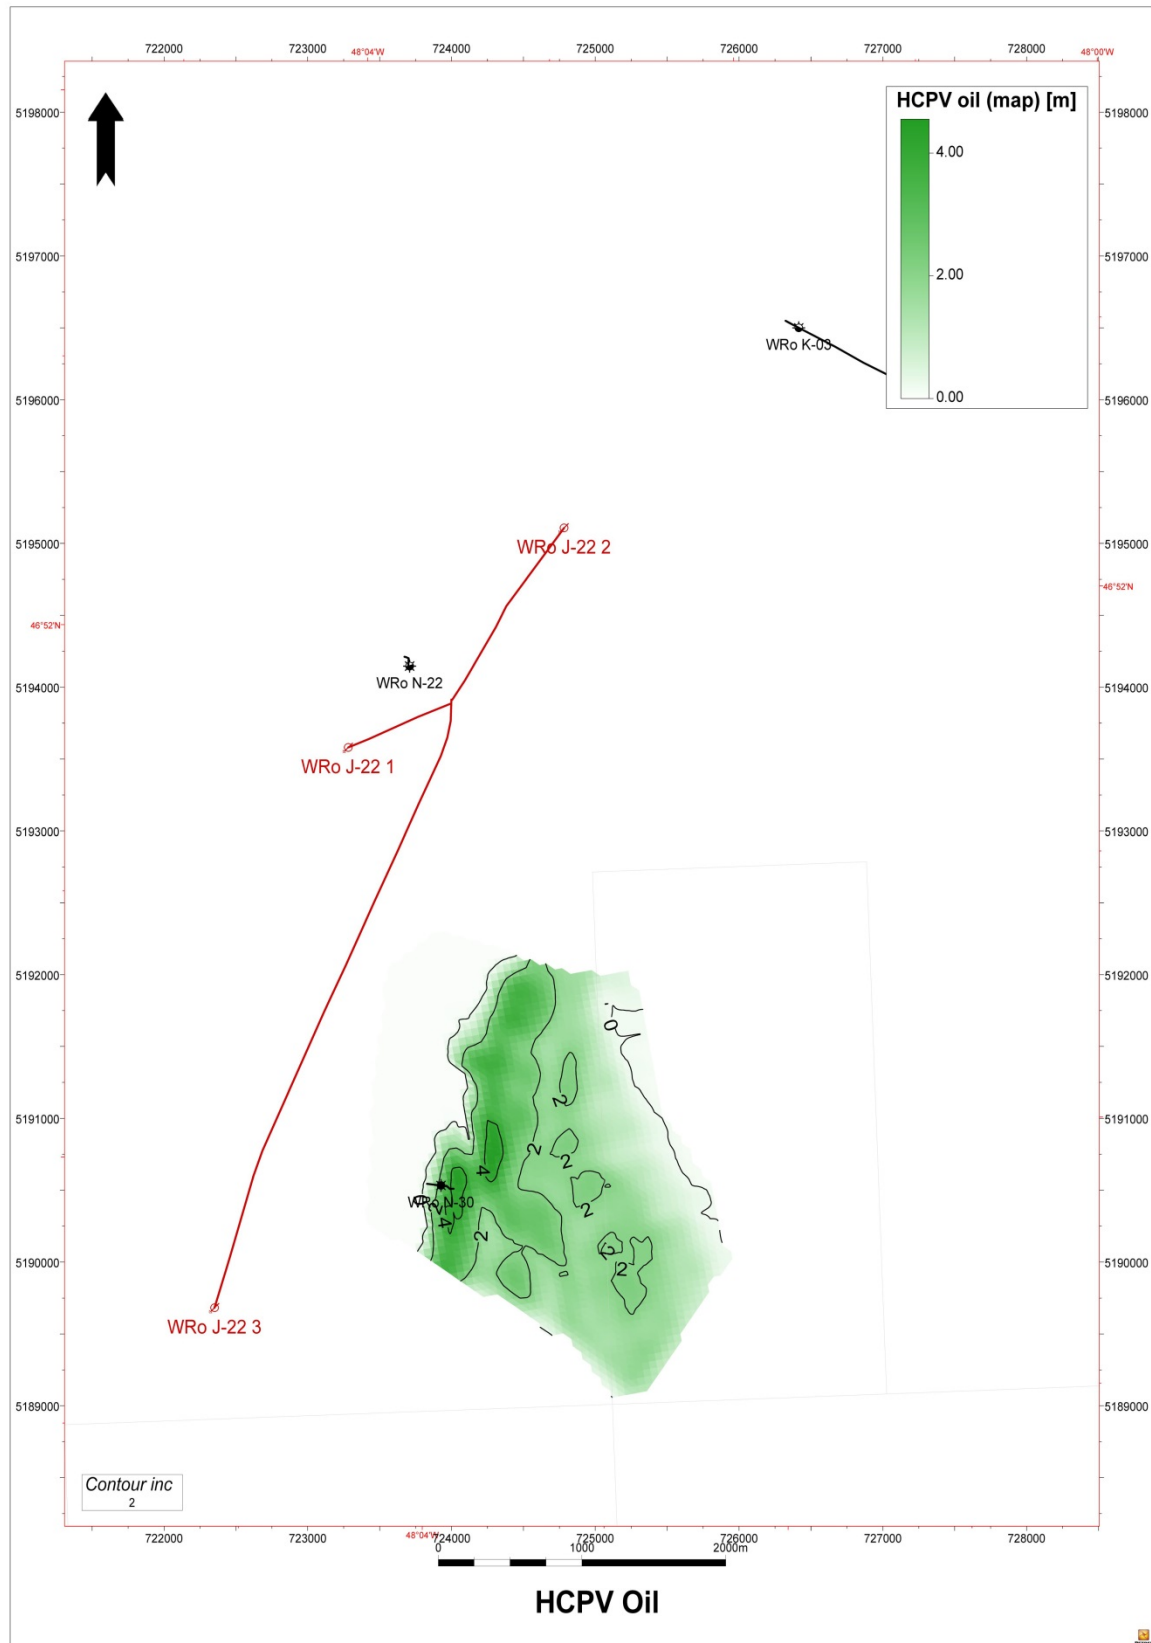 722000 723000 724000 725000 726000 727000 728000
48°04'W 48°00'W
HCPV oil (map) [m]
5198000 5198000
4.00
5197000 5197000
2.00
WRo K-03
5196000 5196000
0.00
5195000 5195000
WRo J-22 2
46°52'N
46°52'N
5194000 5194000
WRo N-22
WRo J-22 1
5193000 5193000
5192000 5192000
0
2
5191000 5191000
2
2
4
WRo N-30
0
2
4
2
2
2
2
5190000 5190000
WRo J-22 3
5189000 5189000
Contour inc
2
722000 723000 724000 725000 726000 727000 728000
48°04'W
0 1000 2000m
HCPV Oil